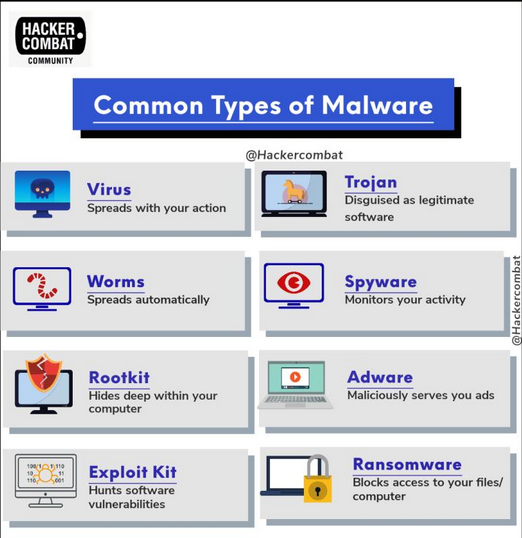 HACKER
COMBAT
COMMUNITY
Common Types of Malware
@Hackercombat
Virus
Spreads with your action
Trojan
Disguised as legitimate
software
Worms
Spreads automatically
Spyware
Monitors your activity
@Hackercombat
Rootkit
Hides deep within your
computer
Adware
Maliciously serves you ads
Exploit Kit
Hunts software
vulnerabilities
Ransomware
Blocks access to your files/
computer